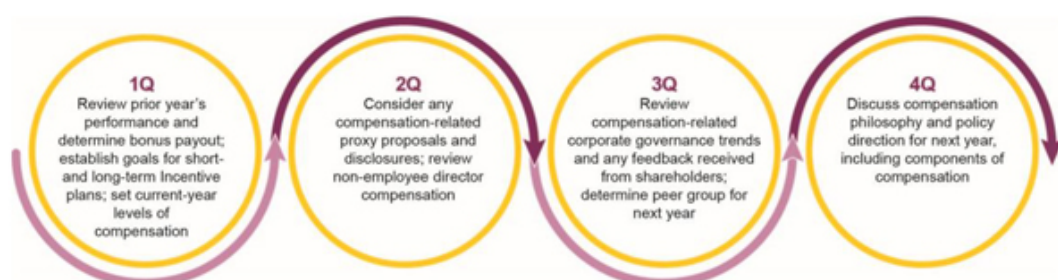 1Q
Review prior year's
performance and
determine bonus payout;
establish goals for short-
and long-term Incentive
plans; set current-year
levels of
compensation
2Q
Consider any
compensation-related
proxy proposals and
disclosures; review
non-employee director
compensation
3Q
Review
compensation-related
corporate governance trends
and any feedback received
from shareholders;
determine peer group for
next year
4Q
Discuss compensation
philosophy and policy
direction for next year,
including components of
compensation